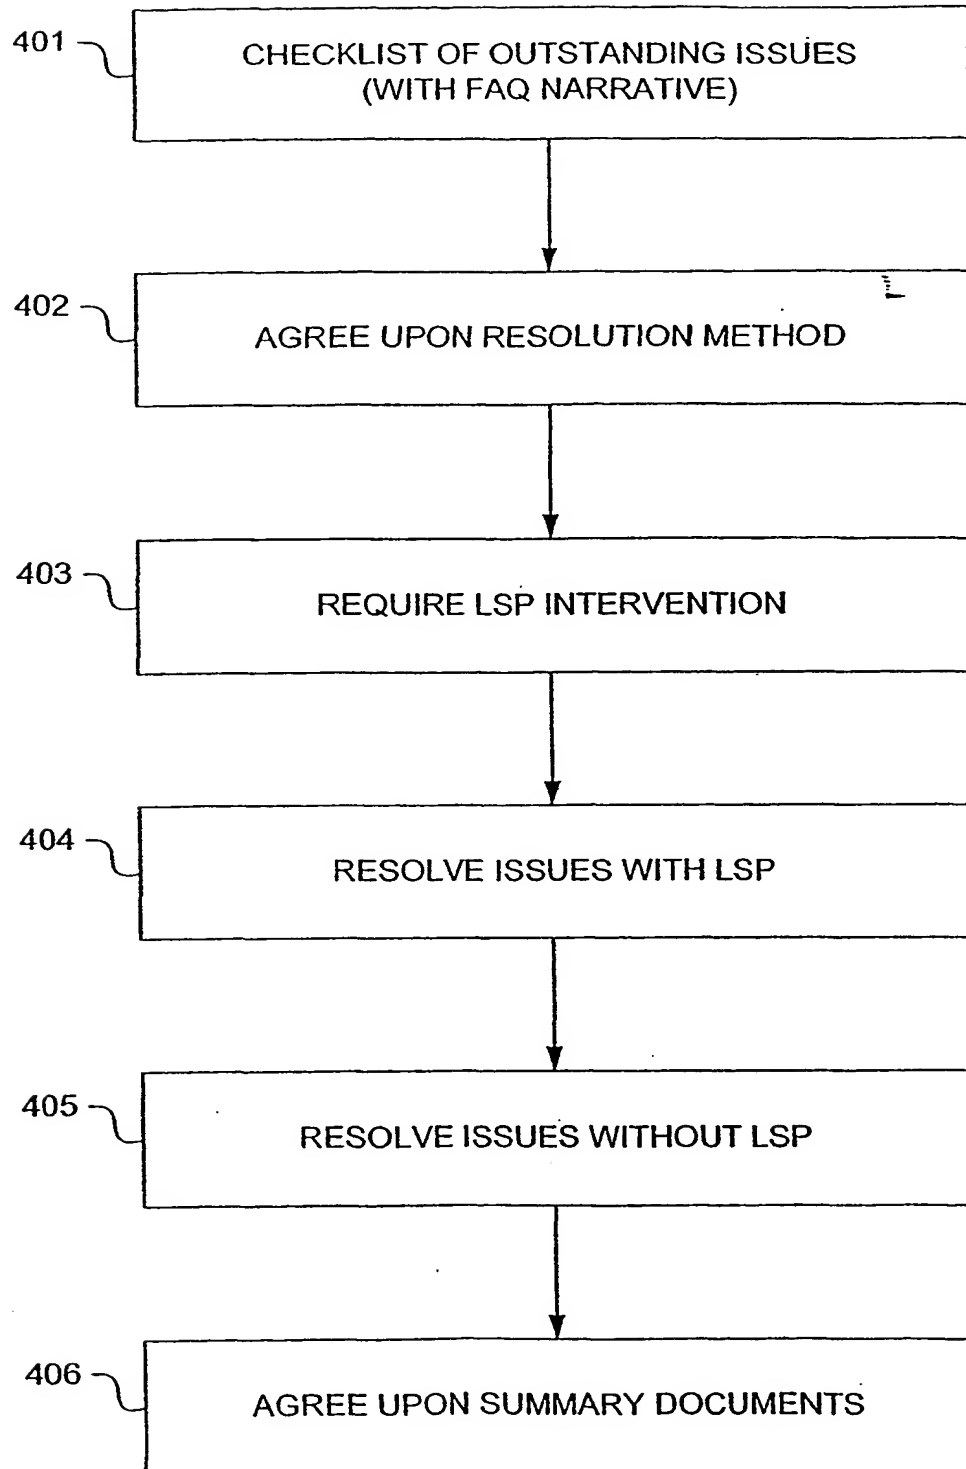 401
CHECKLIST OF OUTSTANDING ISSUES
(WITH FAQ NARRATIVE)
402
AGREE UPON RESOLUTION METHOD
403
REQUIRE LSP INTERVENTION
404
RESOLVE ISSUES WITH LSP
405
RESOLVE ISSUES WITHOUT LSP
406
AGREE UPON SUMMARY DOCUMENTS